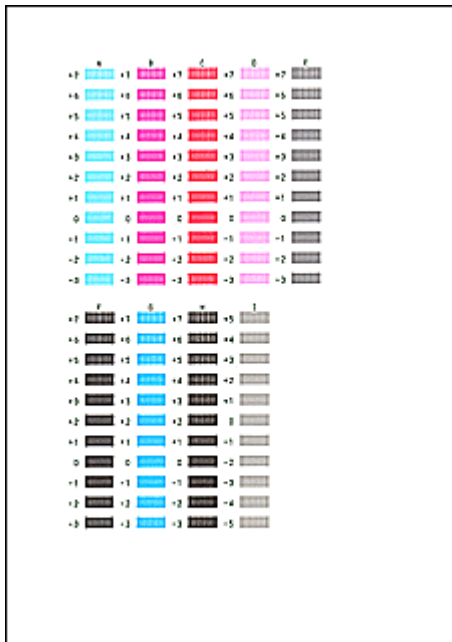 A B C D E
+7 +7 +7 +7 +7
+6 +6 +6 +6 +6
+5 +5 +5 +5 +5
+4 +4 +4 +4 +4
+3 +3 +3 +3 +3
+2 +2 +2 +2 +2
+1 +1 +1 +1 +1
0 0 0 0 0
-1 -1 -1 -1 -1
-2 -2 -2 -2 -2
-3 -3 -3 -3 -3
F G H I
+7 +7 +7 +5
+6 +6 +6 +4
+5 +5 +5 +3
+4 +4 +4 +2
+3 +3 +3 +1
+2 +2 +2 0
+1 +1 +1 -1
0 0 0 -2
-1 -1 -1 -3
-2 -2 -2 -4
-3 -3 -3 -5